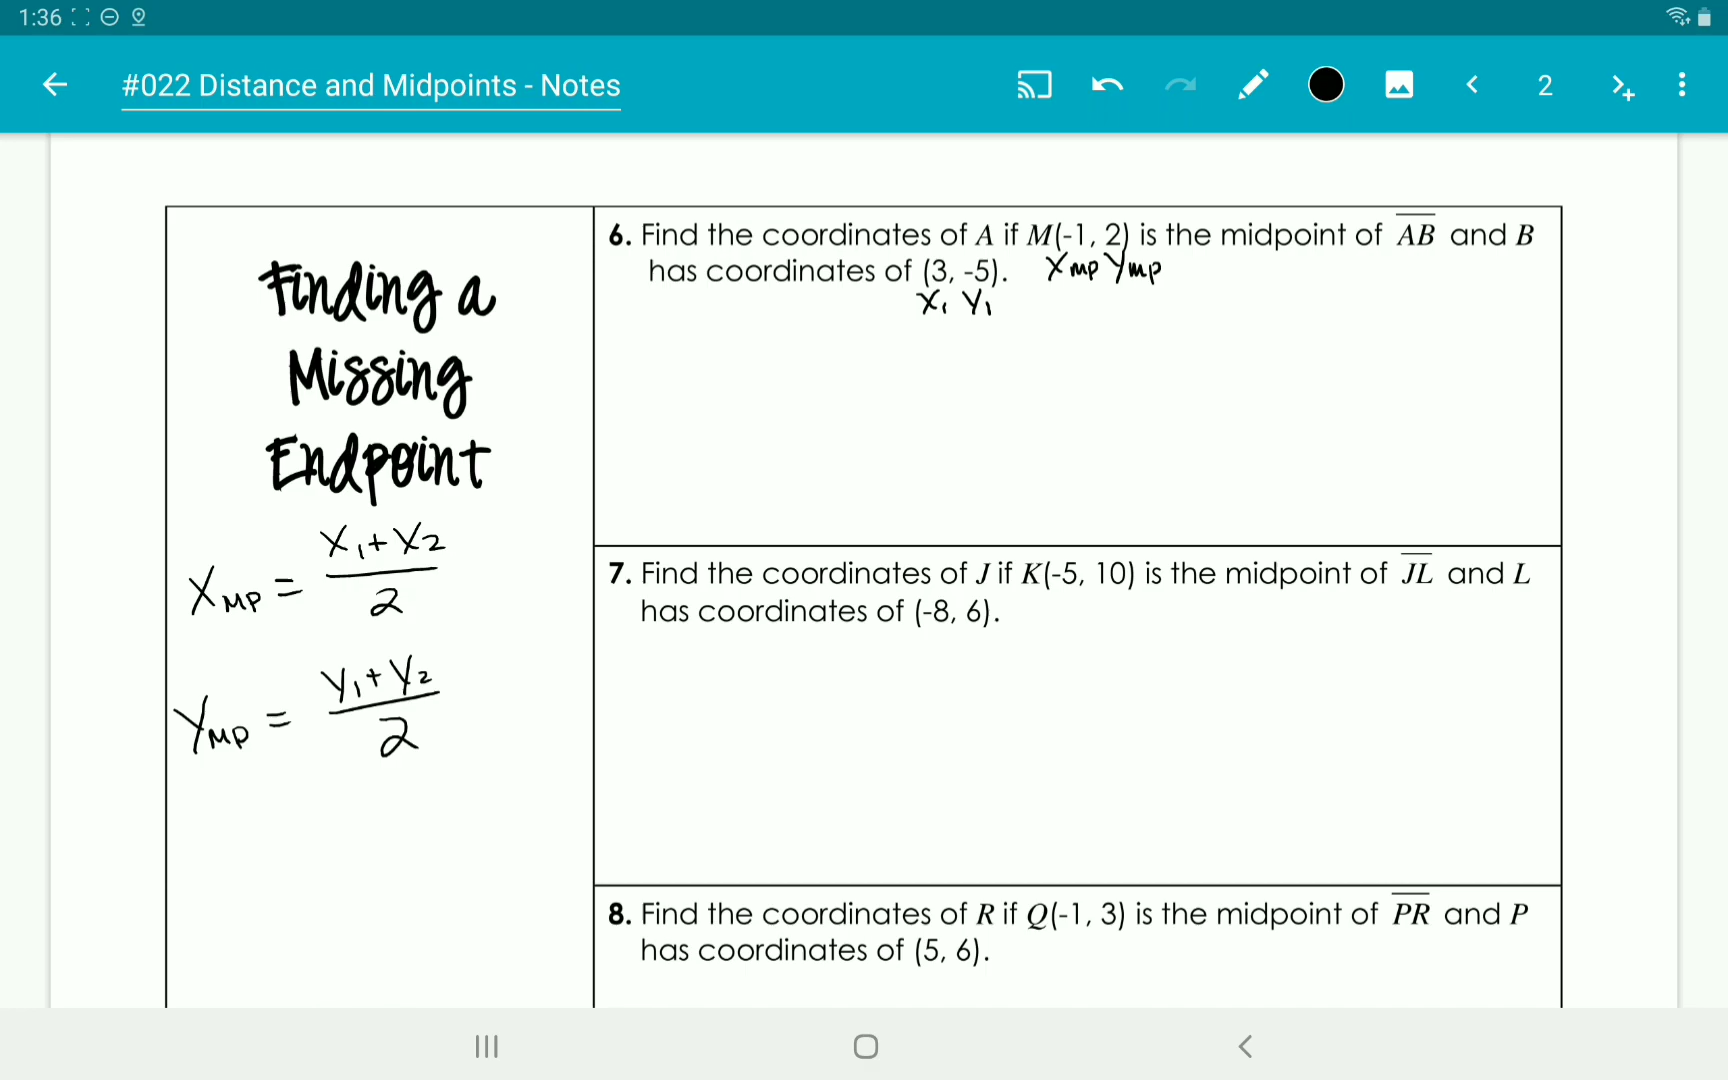 1:36
#022 Distance and Midpoints - Notes
2
Finding a
Missing
Endpoint
X₁+X₂
XMP =
2
Y₁+Y₂
YMP =
2
6. Find the coordinates of A if M(-1, 2) is the midpoint of AB and B
has coordinates of (3, -5). XMP YMP
X₁ Y₁
7. Find the coordinates of J if K(-5, 10) is the midpoint of JL and L
has coordinates of (-8, 6).
8. Find the coordinates of R if Q(-1, 3) is the midpoint of PR and P
has coordinates of (5, 6).